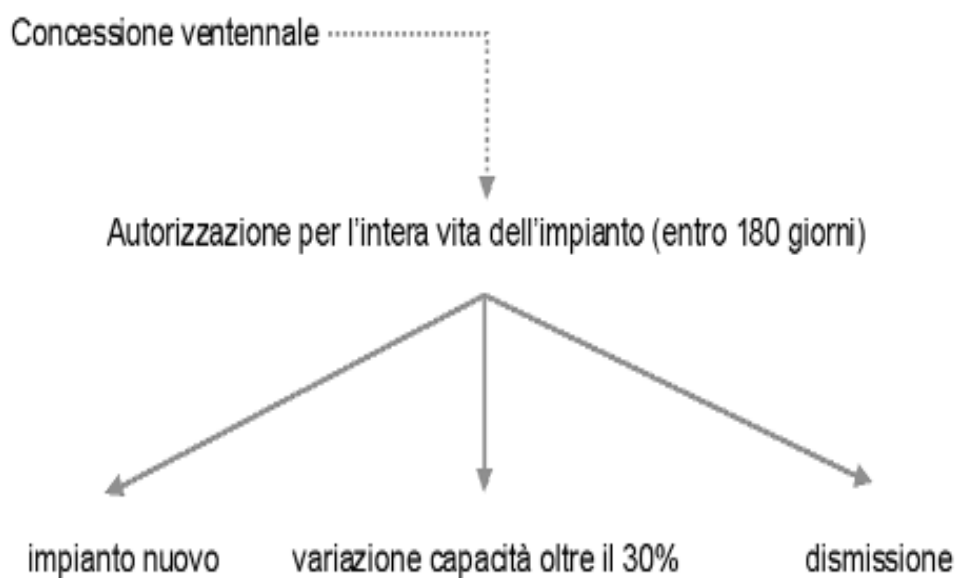 Concessione ventennale
Autorizzazione per l'intera vita dell'impianto (entro 180 giorni)
impianto nuovo
variazione capacità oltre il 30%
dismissione